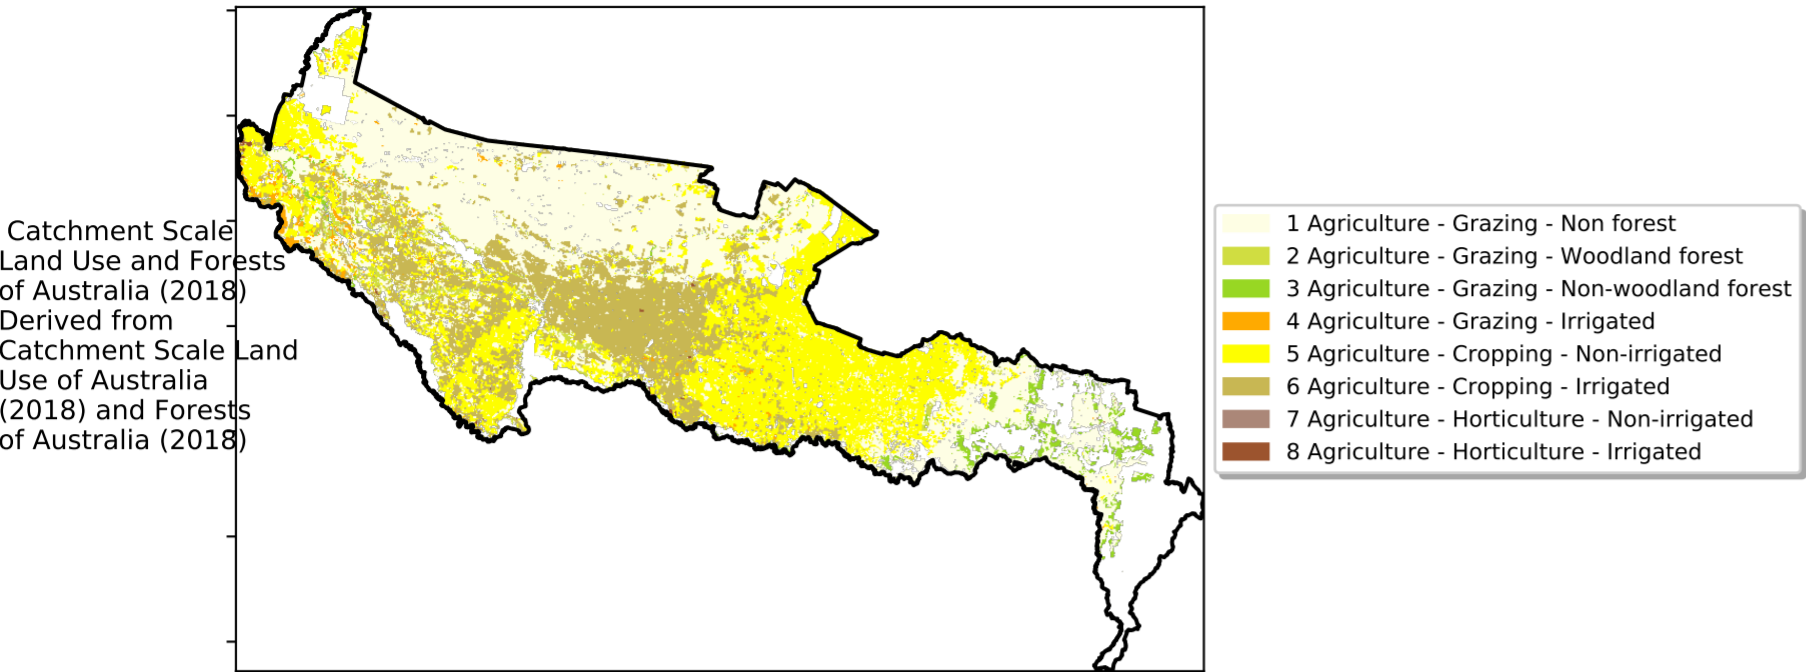 Catchment Scale
Land Use and Forests
of Australia (2018)
Derived from
Catchment Scale Land
Use of Australia
(2018) and Forests
of Australia (2018)
1 Agriculture - Grazing - Non forest
2 Agriculture - Grazing - Woodland forest
3 Agriculture - Grazing - Non-woodland forest
4 Agriculture - Grazing - Irrigated
5 Agriculture - Cropping - Non-irrigated
6 Agriculture - Cropping - Irrigated
7 Agriculture - Horticulture - Non-irrigated
8 Agriculture - Horticulture - Irrigated